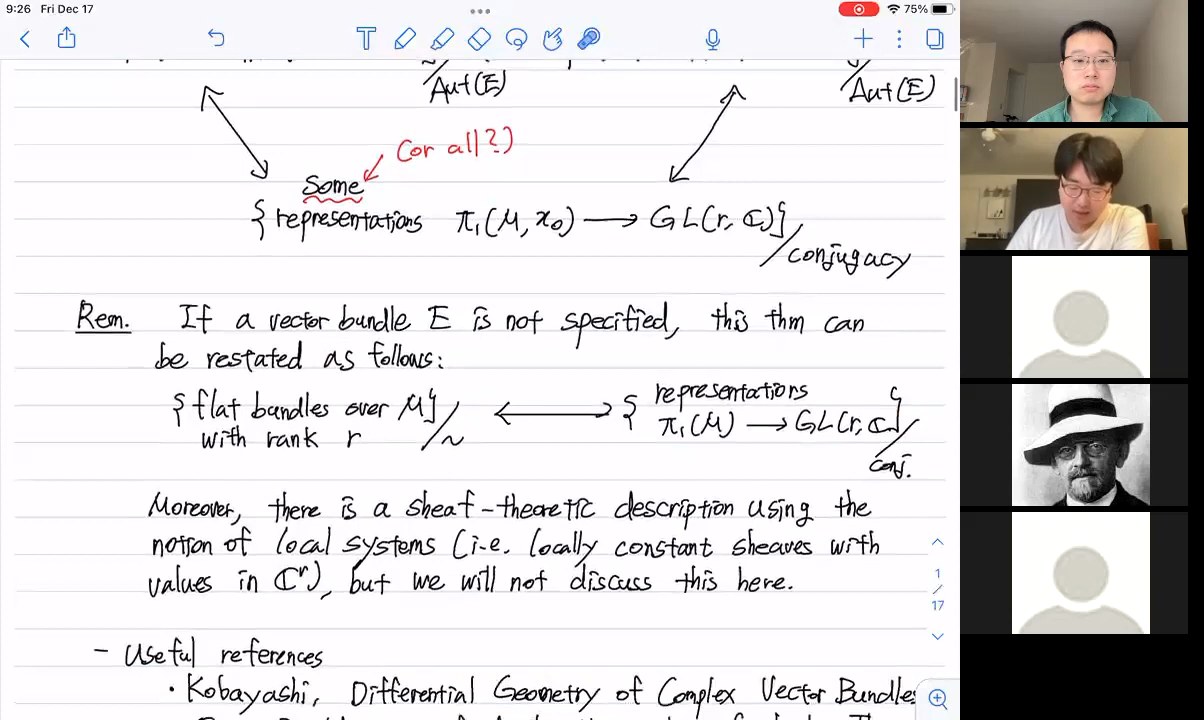 9:26 Fri Dec 17
75%
Aut(E)
Aut(E)
(or all?)
Some
{ representations π₁(M, x₀) ⟶ GL(r, ℂ)} / conjugacy
Rem. If a vector bundle E is not specified, this thm can
be restated as follows:
{ flat bundles over M with rank r } / ~ ⟷ { representations π₁(M) ⟶ GL(r, ℂ) } / conj.
Moreover, there is a sheaf-theoretic description using the
notion of local systems (i.e. locally constant sheaves with
values in ℂʳ), but we will not discuss this here.
1
/
17
- Useful references
• Kobayashi, Differential Geometry of Complex Vector Bundles